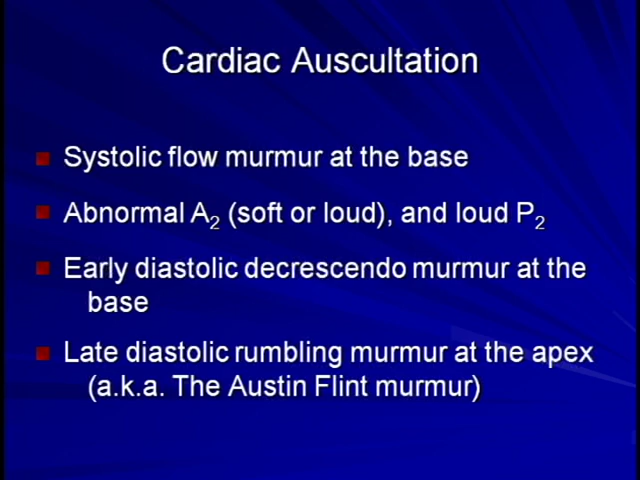 Cardiac Auscultation
Systolic flow murmur at the base
Abnormal A₂ (soft or loud), and loud P₂
Early diastolic decrescendo murmur at the
base
Late diastolic rumbling murmur at the apex
(a.k.a. The Austin Flint murmur)